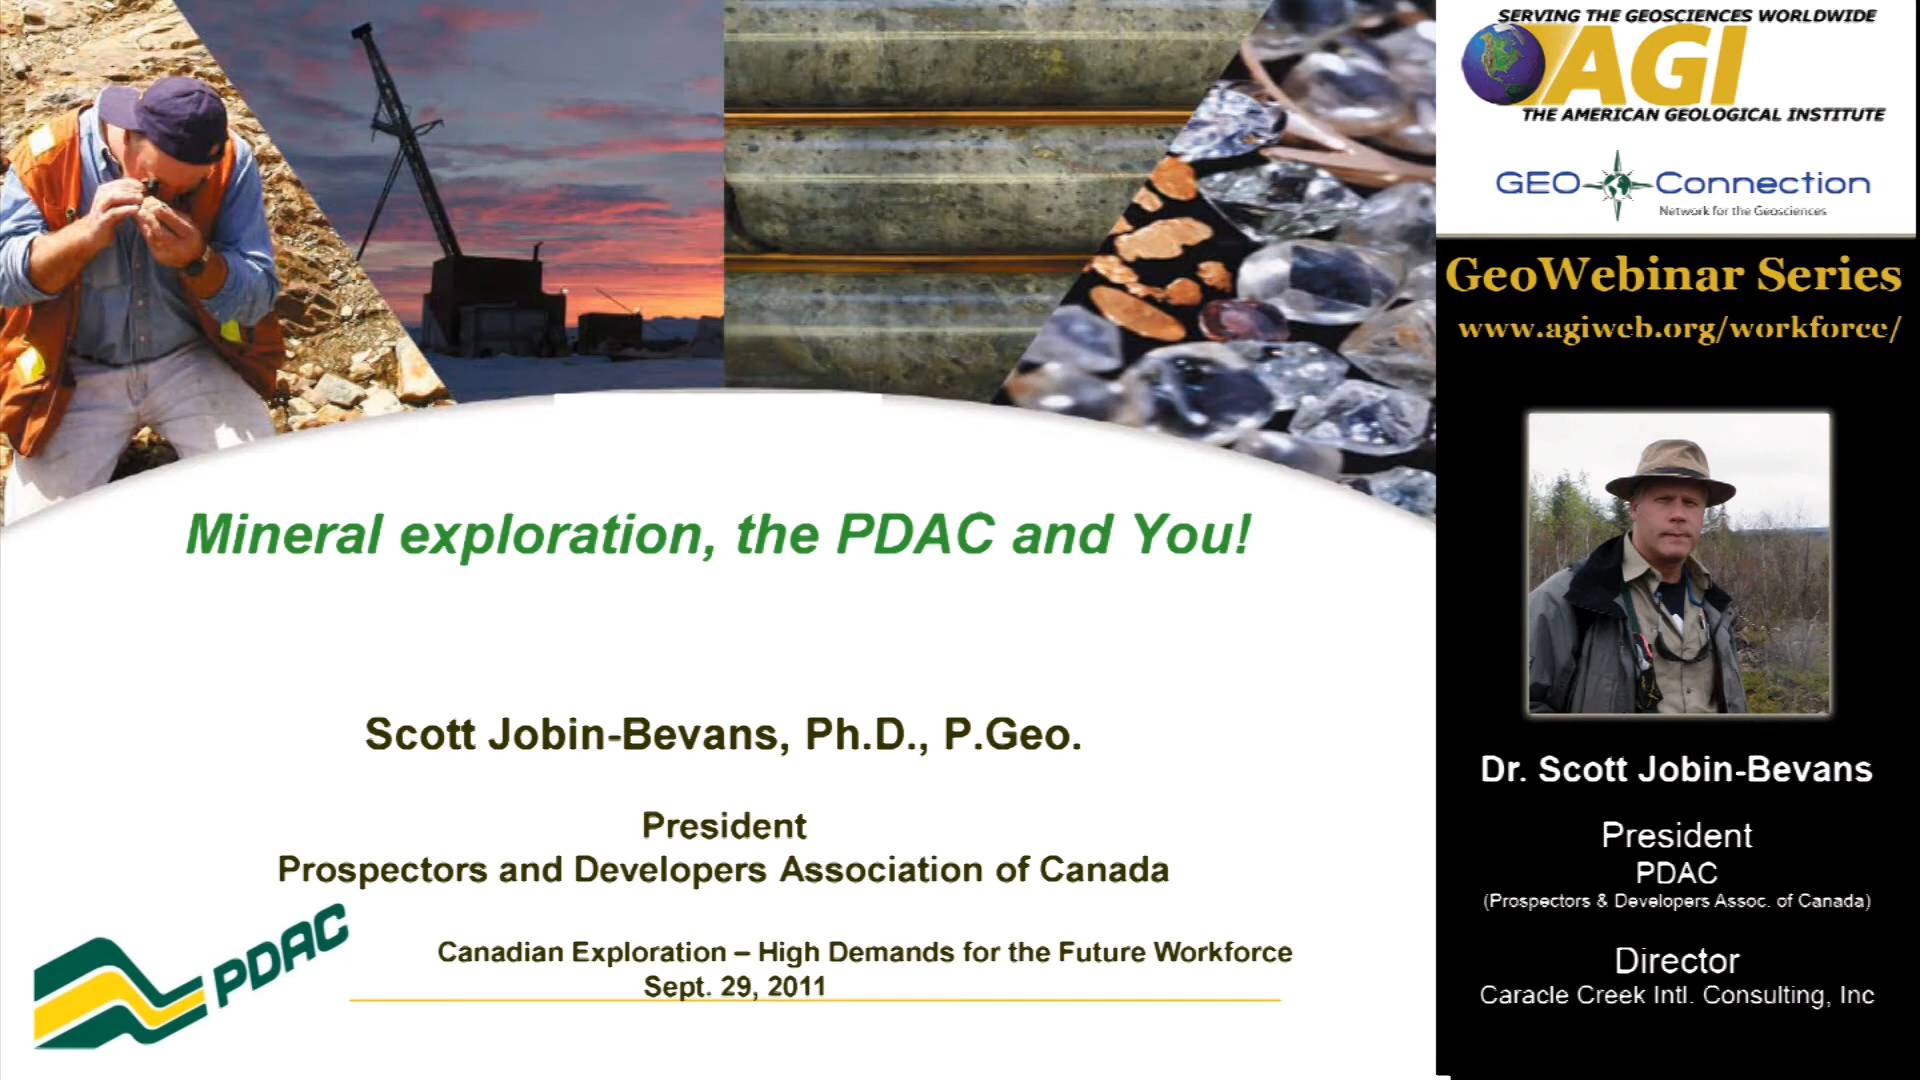 Mineral exploration, the PDAC and You!
Scott Jobin-Bevans, Ph.D., P.Geo.
President
Prospectors and Developers Association of Canada
PDAC
Canadian Exploration – High Demands for the Future Workforce
Sept. 29, 2011
SERVING THE GEOSCIENCES WORLDWIDE
AGI
THE AMERICAN GEOLOGICAL INSTITUTE
GEO Connection
Network for the Geosciences
GeoWebinar Series
www.agiweb.org/workforce/
Dr. Scott Jobin-Bevans
President
PDAC
(Prospectors & Developers Assoc. of Canada)
Director
Caracle Creek Intl. Consulting, Inc